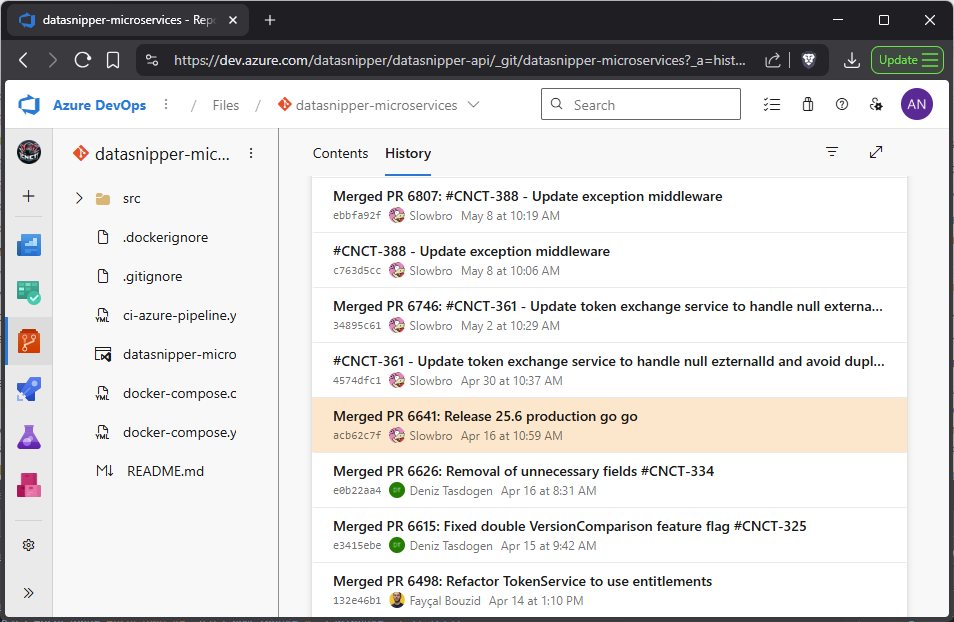 datasnipper-microservices - Repo
https://dev.azure.com/datasnipper/datasnipper-api/_git/datasnipper-microservices?_a=hist...
Update
Azure DevOps / Files / datasnipper-microservices
Search
AN
CNCT
datasnipper-mic...
src
.dockerignore
.gitignore
YML ci-azure-pipeline.y
datasnipper-micro
YML docker-compose.c
YML docker-compose.y
M↓ README.md
Contents History
Merged PR 6807: #CNCT-388 - Update exception middleware
ebbfa92f Slowbro May 8 at 10:19 AM
#CNCT-388 - Update exception middleware
c763d5cc Slowbro May 8 at 10:06 AM
Merged PR 6746: #CNCT-361 - Update token exchange service to handle null externa...
34895c61 Slowbro May 2 at 10:29 AM
#CNCT-361 - Update token exchange service to handle null ezternalId and avoid dupl...
4574dfc1 Slowbro Apr 30 at 10:37 AM
Merged PR 6641: Release 25.6 production go go
acb62c7f Slowbro Apr 16 at 10:59 AM
Merged PR 6626: Removal of unnecessary fields #CNCT-334
e0b22aa4 DT Deniz Tasdogen Apr 16 at 8:31 AM
Merged PR 6615: Fixed double VersionComparison feature flag #CNCT-325
e3415ebe DT Deniz Tasdogen Apr 15 at 9:42 AM
Merged PR 6498: Refactor TokenService to use entitlements
132e46b1 Fayçal Bouzid Apr 14 at 1:10 PM